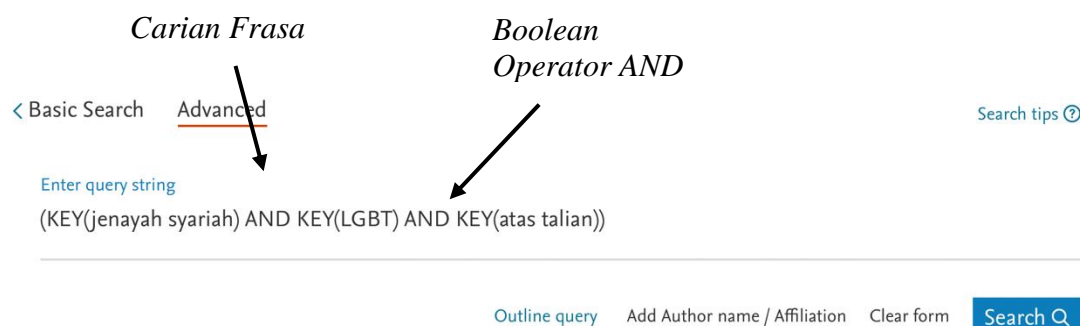 Carian Frasa
Boolean
Operator AND
< Basic Search Advanced Search tips ?
Enter query string
(KEY(jenayah syariah) AND KEY(LGBT) AND KEY(atas talian))
Outline query Add Author name / Affiliation Clear form Search